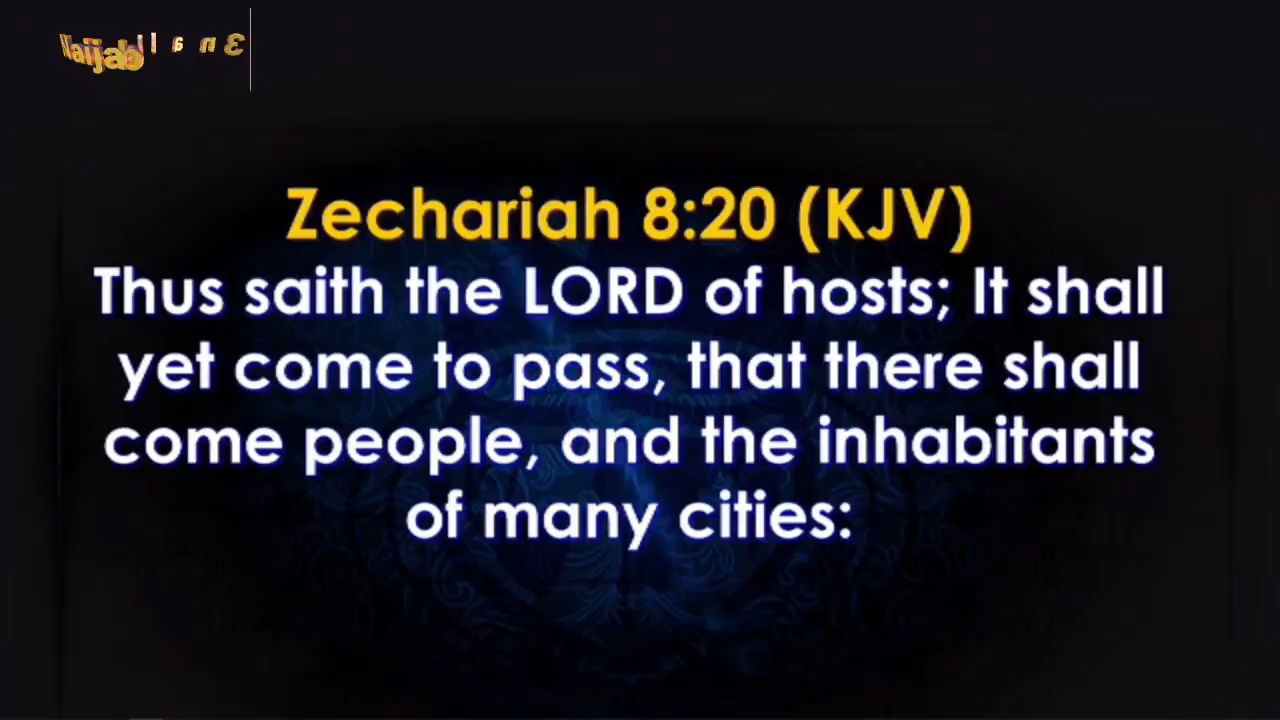 Naijablanε
Zechariah 8:20 (KJV)
Thus saith the LORD of hosts; It shall
yet come to pass, that there shall
come people, and the inhabitants
of many cities: